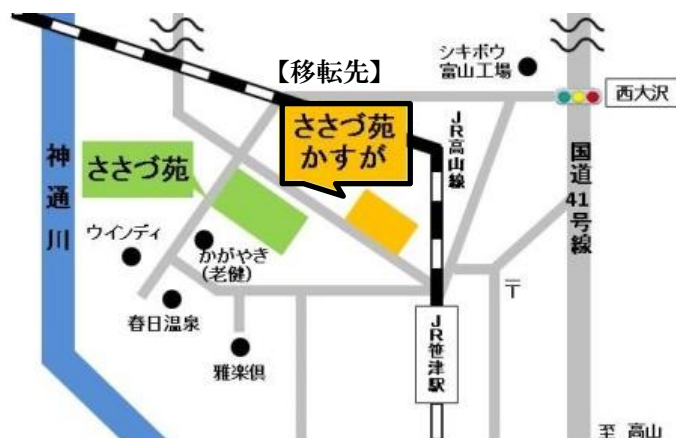 【移転先】
シキボウ
富山工場
西大沢
ささづ苑
かすが
JR高山線
国道41号線
神通川
ささづ苑
ウインディ
かがやき
(老健)
〒
春日温泉
雅楽倶
JR笹津駅
至 高山